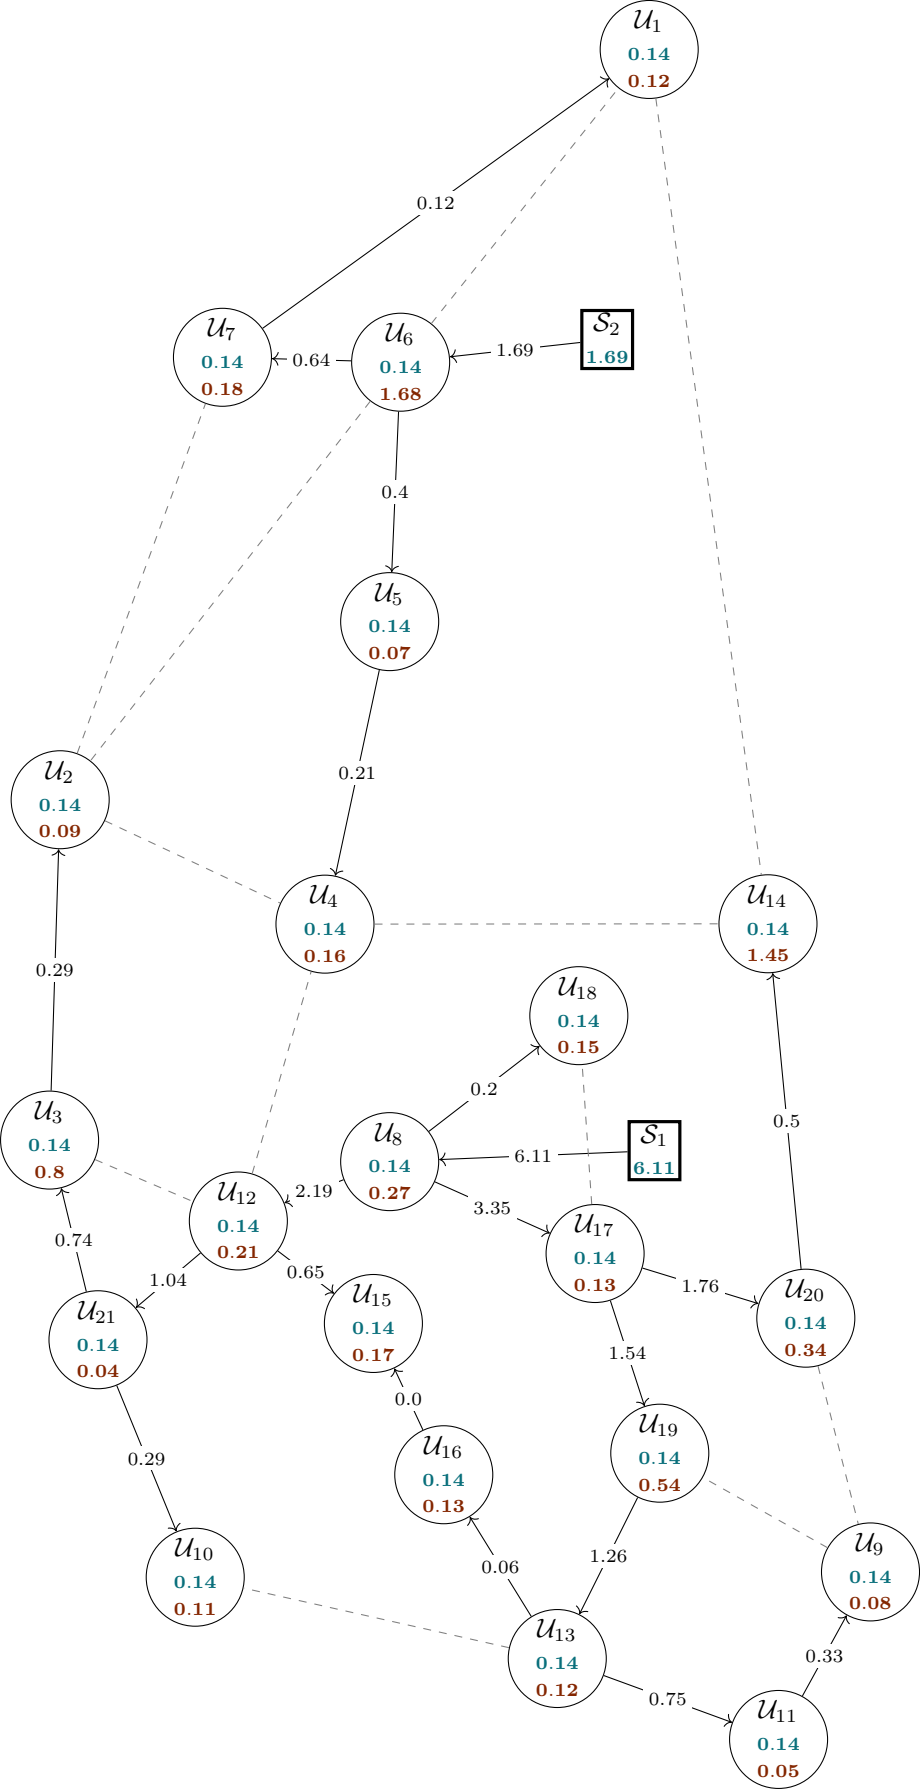 𝒰₁
0.14
0.12
0.12
𝒰₇
0.14
0.18
0.64
𝒰₆
0.14
1.68
1.69
𝒮₂
1.69
0.4
𝒰₅
0.14
0.07
0.21
𝒰₂
0.14
0.09
𝒰₄
0.14
0.16
𝒰₁₄
0.14
1.45
0.29
𝒰₁₈
0.14
0.15
0.2
0.5
𝒰₃
0.14
0.8
𝒰₈
0.14
0.27
6.11
𝒮₁
6.11
𝒰₁₂
0.14
0.21
2.19
3.35
𝒰₁₇
0.14
0.13
0.74
1.04
0.65
1.76
𝒰₂₀
0.14
0.34
𝒰₂₁
0.14
0.04
𝒰₁₅
0.14
0.17
1.54
0.0
0.29
𝒰₁₆
0.14
0.13
𝒰₁₉
0.14
0.54
𝒰₁₀
0.14
0.11
0.06
1.26
𝒰₉
0.14
0.08
𝒰₁₃
0.14
0.12
0.33
0.75
𝒰₁₁
0.14
0.05